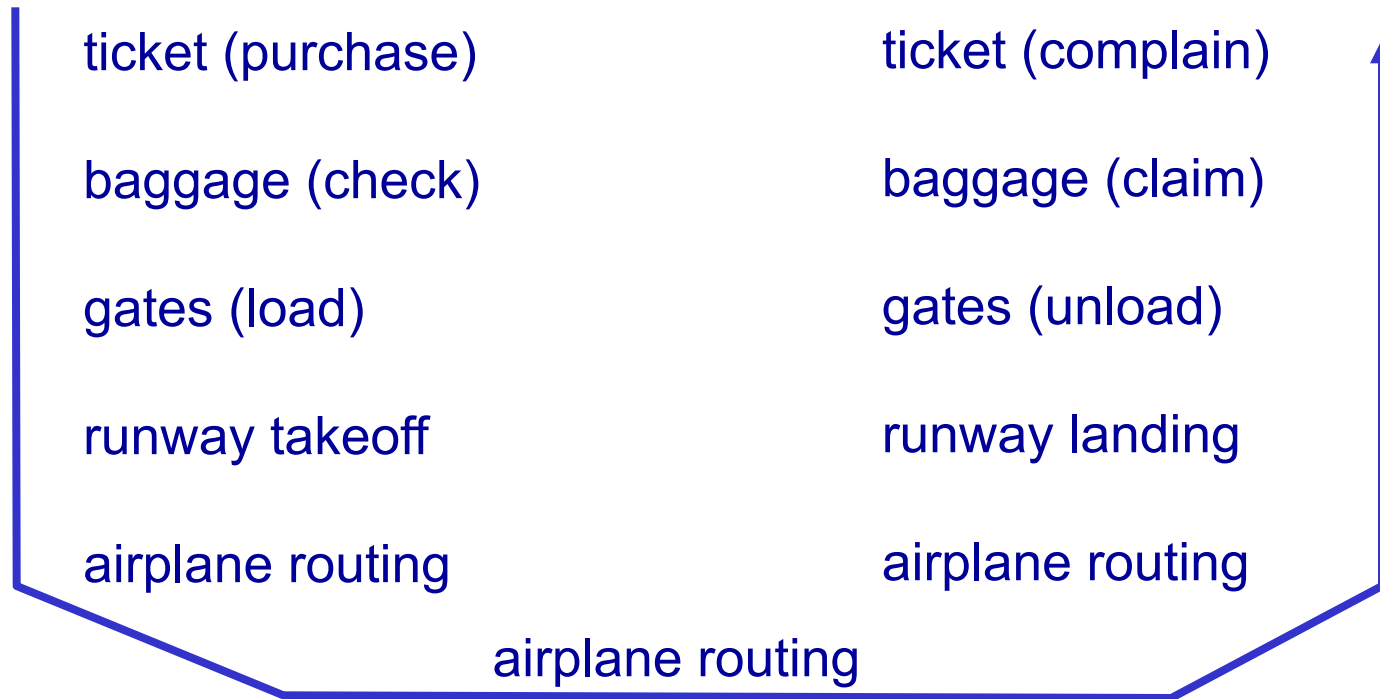 ticket (purchase)
baggage (check)
gates (load)
runway takeoff
airplane routing
airplane routing
ticket (complain)
baggage (claim)
gates (unload)
runway landing
airplane routing